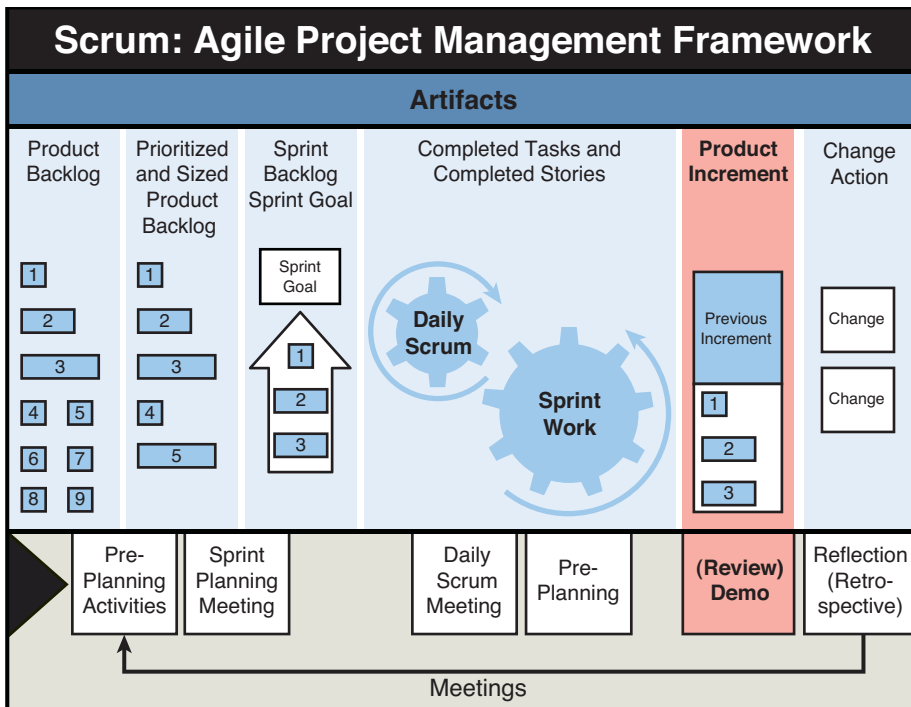 Scrum: Agile Project Management Framework
Artifacts
Product
Backlog
Prioritized
and Sized
Product
Backlog
Sprint
Backlog
Sprint Goal
Completed Tasks and
Completed Stories
Product
Increment
Change
Action
1
2
3
4 5
6 7
8 9
1
2
3
4
5
Sprint
Goal
1
2
3
Daily
Scrum
Sprint
Work
Previous
Increment
1
2
3
Change
Change
Pre-
Planning
Activities
Sprint
Planning
Meeting
Daily
Scrum
Meeting
Pre-
Planning
(Review)
Demo
Reflection
(Retro-
spective)
Meetings